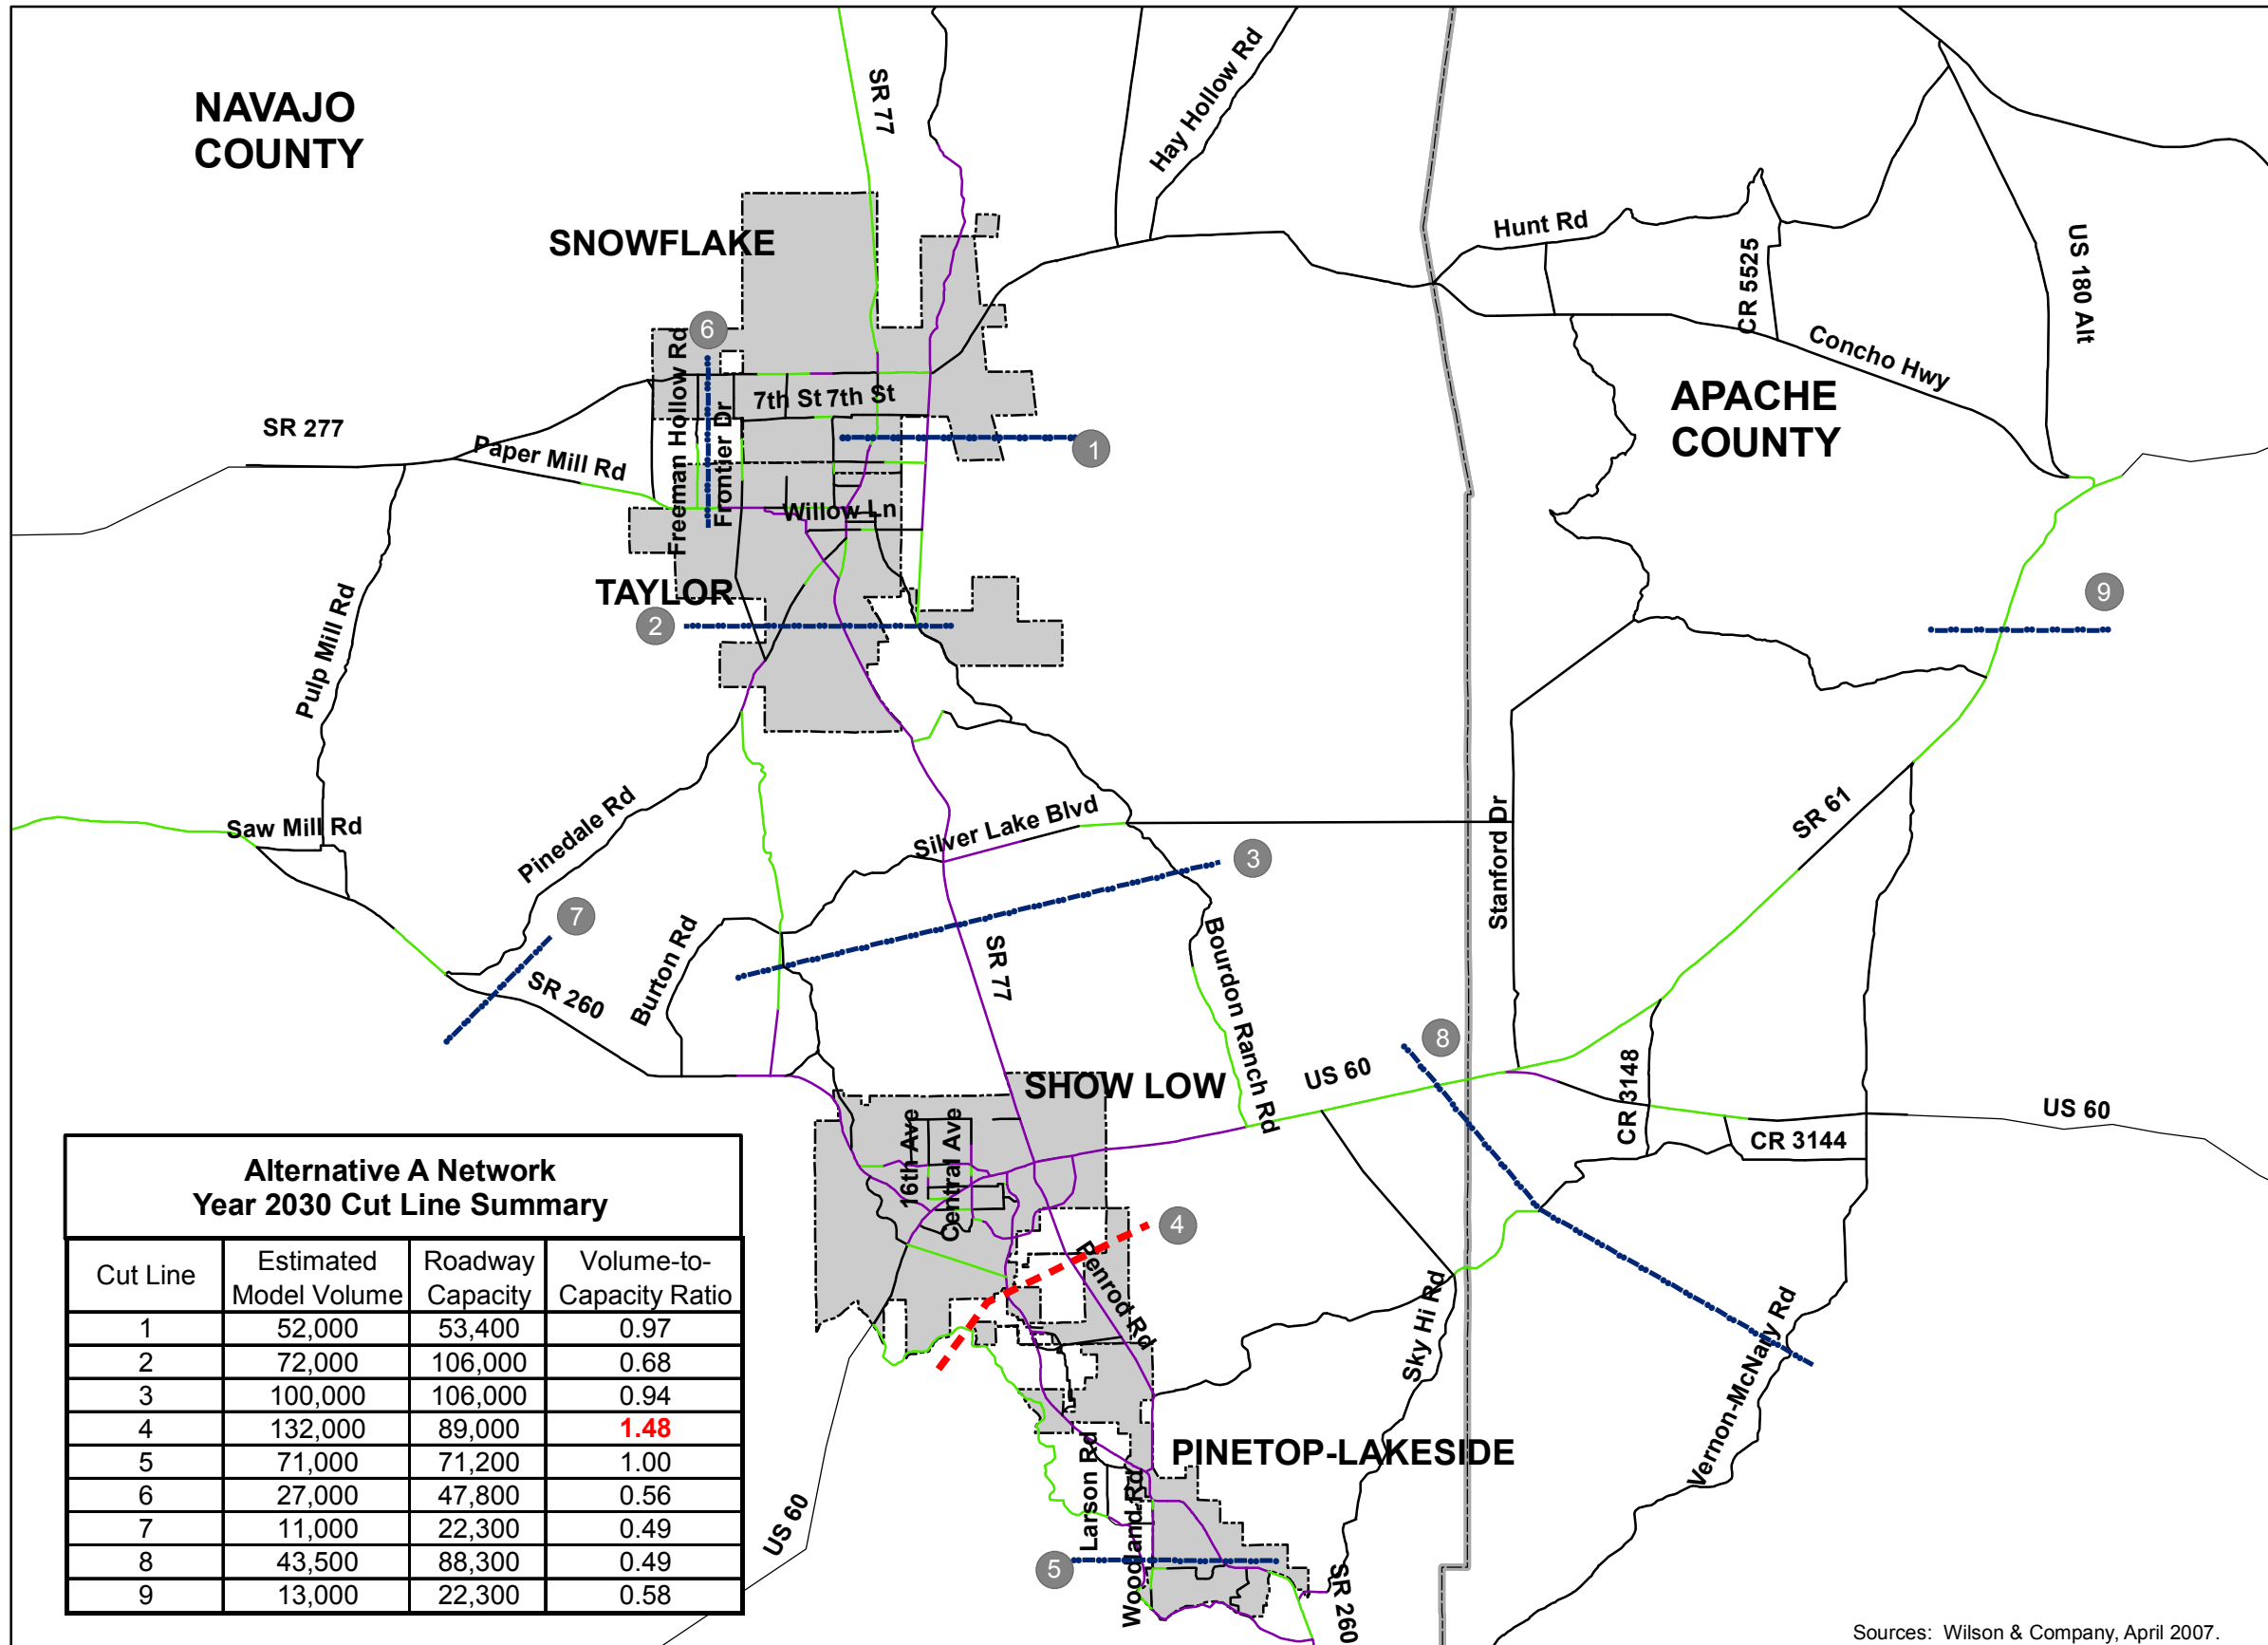 NAVAJO
COUNTY
SR 77
Hay Hollow Rd
SNOWFLAKE
Hunt Rd
CR 5525
US 180 Alt
Concho Hwy
6
Freeman Hollow Rd
Frontier Dr
7th St 7th St
APACHE
COUNTY
SR 277
Paper Mill Rd
1
Willow Ln
TAYLOR
2
9
Pulp Mill Rd
Saw Mill Rd
Pinedale Rd
Silver Lake Blvd
3
Stanford Dr
SR 61
7
SR 260
Burton Rd
SR 77
Bourdon Ranch Rd
8
SHOW LOW
US 60
CR 3148
US 60
CR 3144
16th Ave
Central Ave
4
Penrod Rd
Sky Hi Rd
Vernon-McNary Rd
PINETOP-LAKESIDE
Larson Rd
Woodland Rd
US 60
5
SR 260
Alternative A Network
Year 2030 Cut Line Summary
Cut Line Estimated Model Volume Roadway Capacity Volume-to-Capacity Ratio
1 52,000 53,400 0.97
2 72,000 106,000 0.68
3 100,000 106,000 0.94
4 132,000 89,000 1.48
5 71,000 71,200 1.00
6 27,000 47,800 0.56
7 11,000 22,300 0.49
8 43,500 88,300 0.49
9 13,000 22,300 0.58
Sources: Wilson & Company, April 2007.